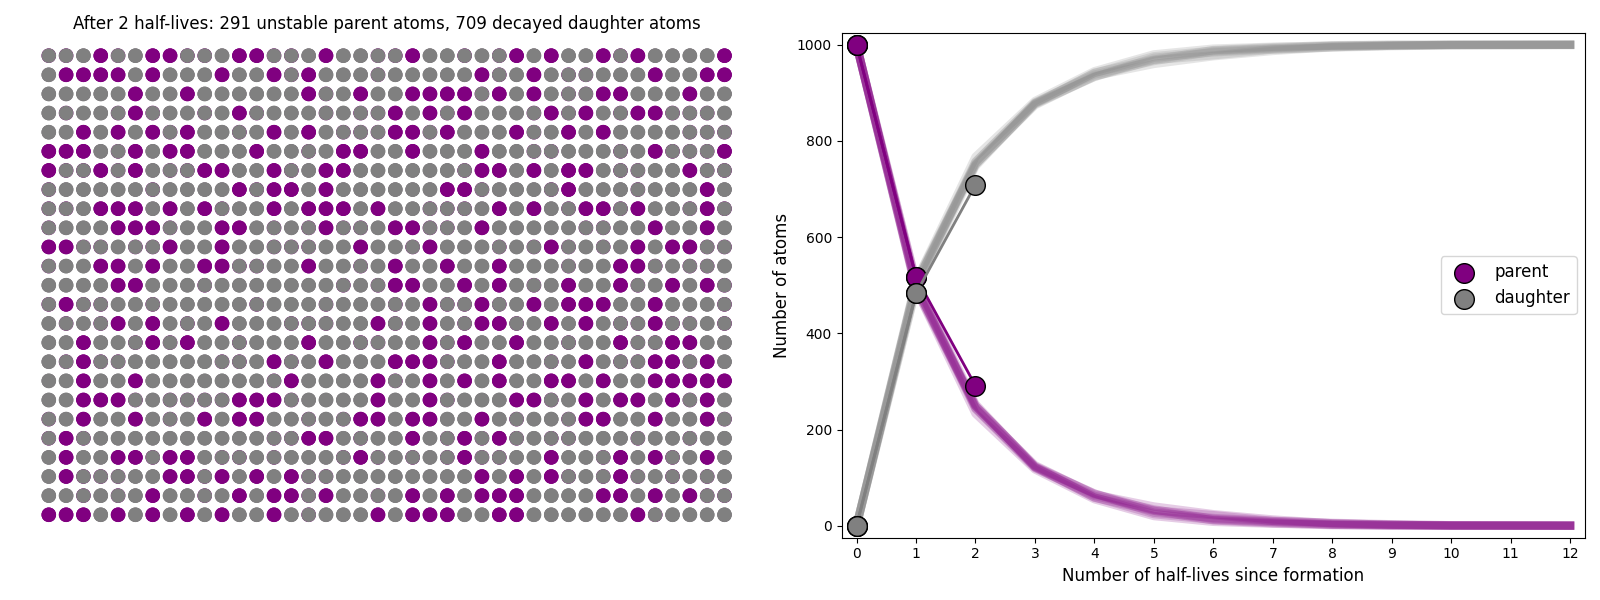 After 2 half-lives: 291 unstable parent atoms, 709 decayed daughter atoms
1000
800
600
400
200
0
Number of atoms
parent
daughter
0 1 2 3 4 5 6 7 8 9 10 11 12
Number of half-lives since formation